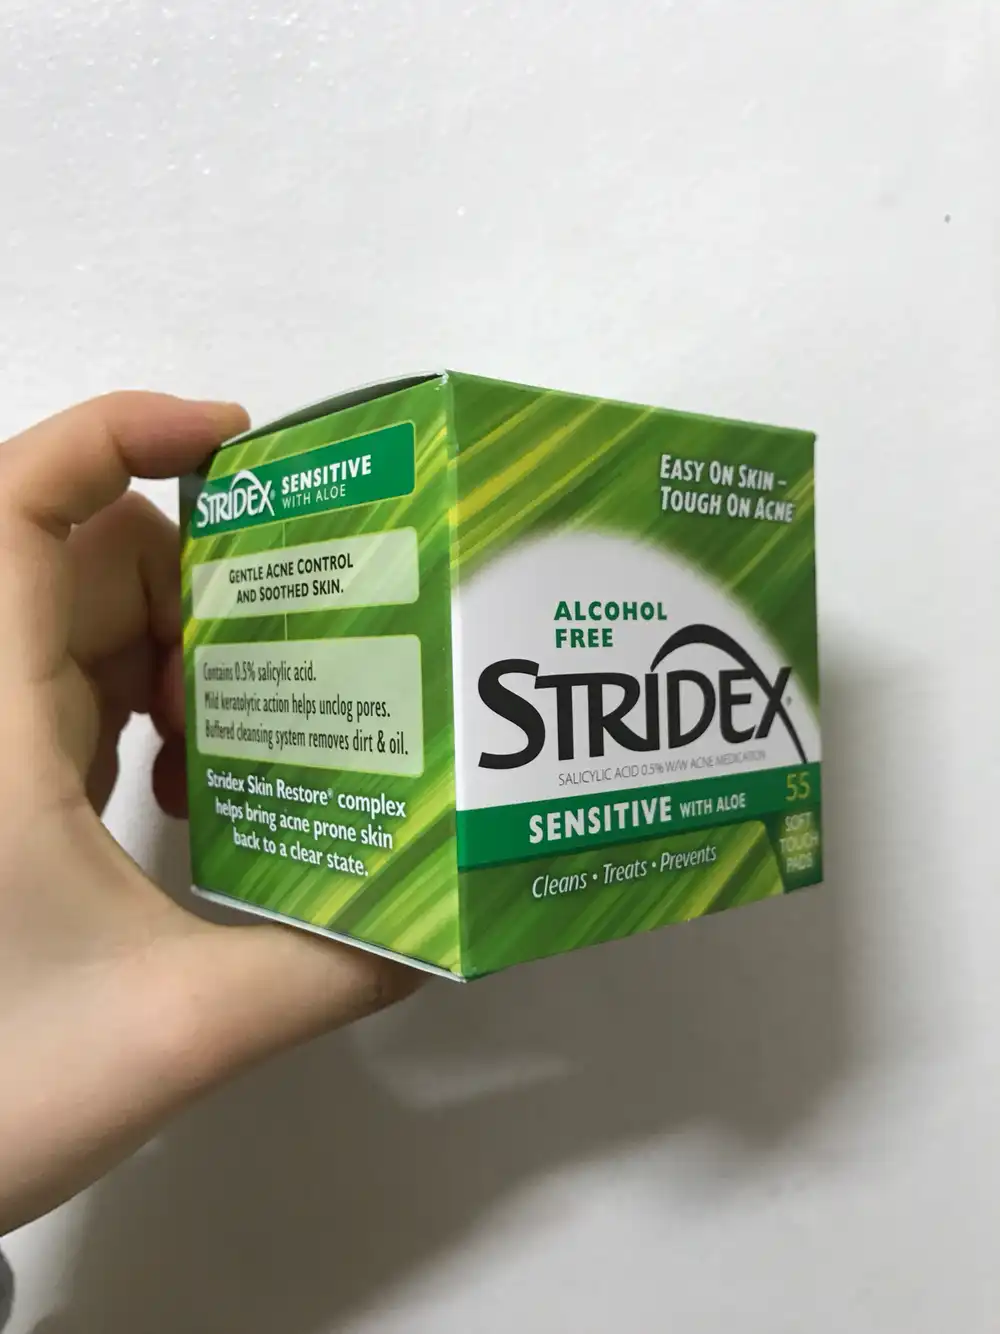 STRIDEX® SENSITIVE
WITH ALOE
GENTLE ACNE CONTROL
AND SOOTHED SKIN.
Contains 0.5% salicylic acid.
Mild keratolytic action helps unclog pores.
Buffered cleansing system removes dirt & oil.
Stridex Skin Restore® complex
helps bring acne prone skin
back to a clear state.
EASY ON SKIN –
TOUGH ON ACNE
ALCOHOL
FREE
STRIDEX®
SALICYLIC ACID 0.5% W/W ACNE MEDICATION
SENSITIVE WITH ALOE
Cleans • Treats • Prevents
55
SOFT
TOUCH
PADS